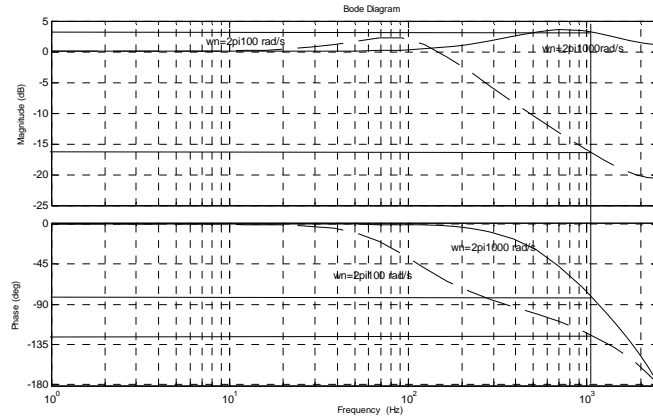 Bode Diagram
5
0
-5
-10
-15
-20
-25
Magnitude (dB)
wn=2pi100 rad/s
wn=2pi1000rad/s
0
-45
-90
-135
-180
Phase (deg)
wn=2pi1000 rad/s
wn=2pi100 rad/s
10^0 10^1 10^2 10^3
Frequency (Hz)